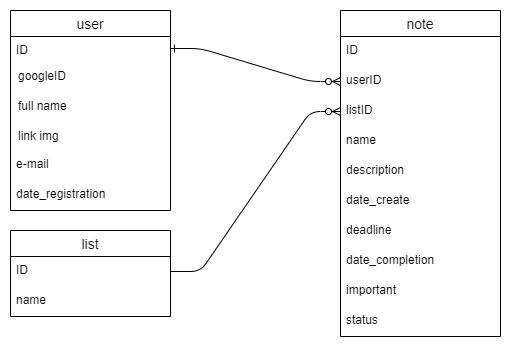 user
ID
googleID
full name
link img
e-mail
date_registration
list
ID
name
note
ID
userID
listID
name
description
date_create
deadline
date_completion
important
status